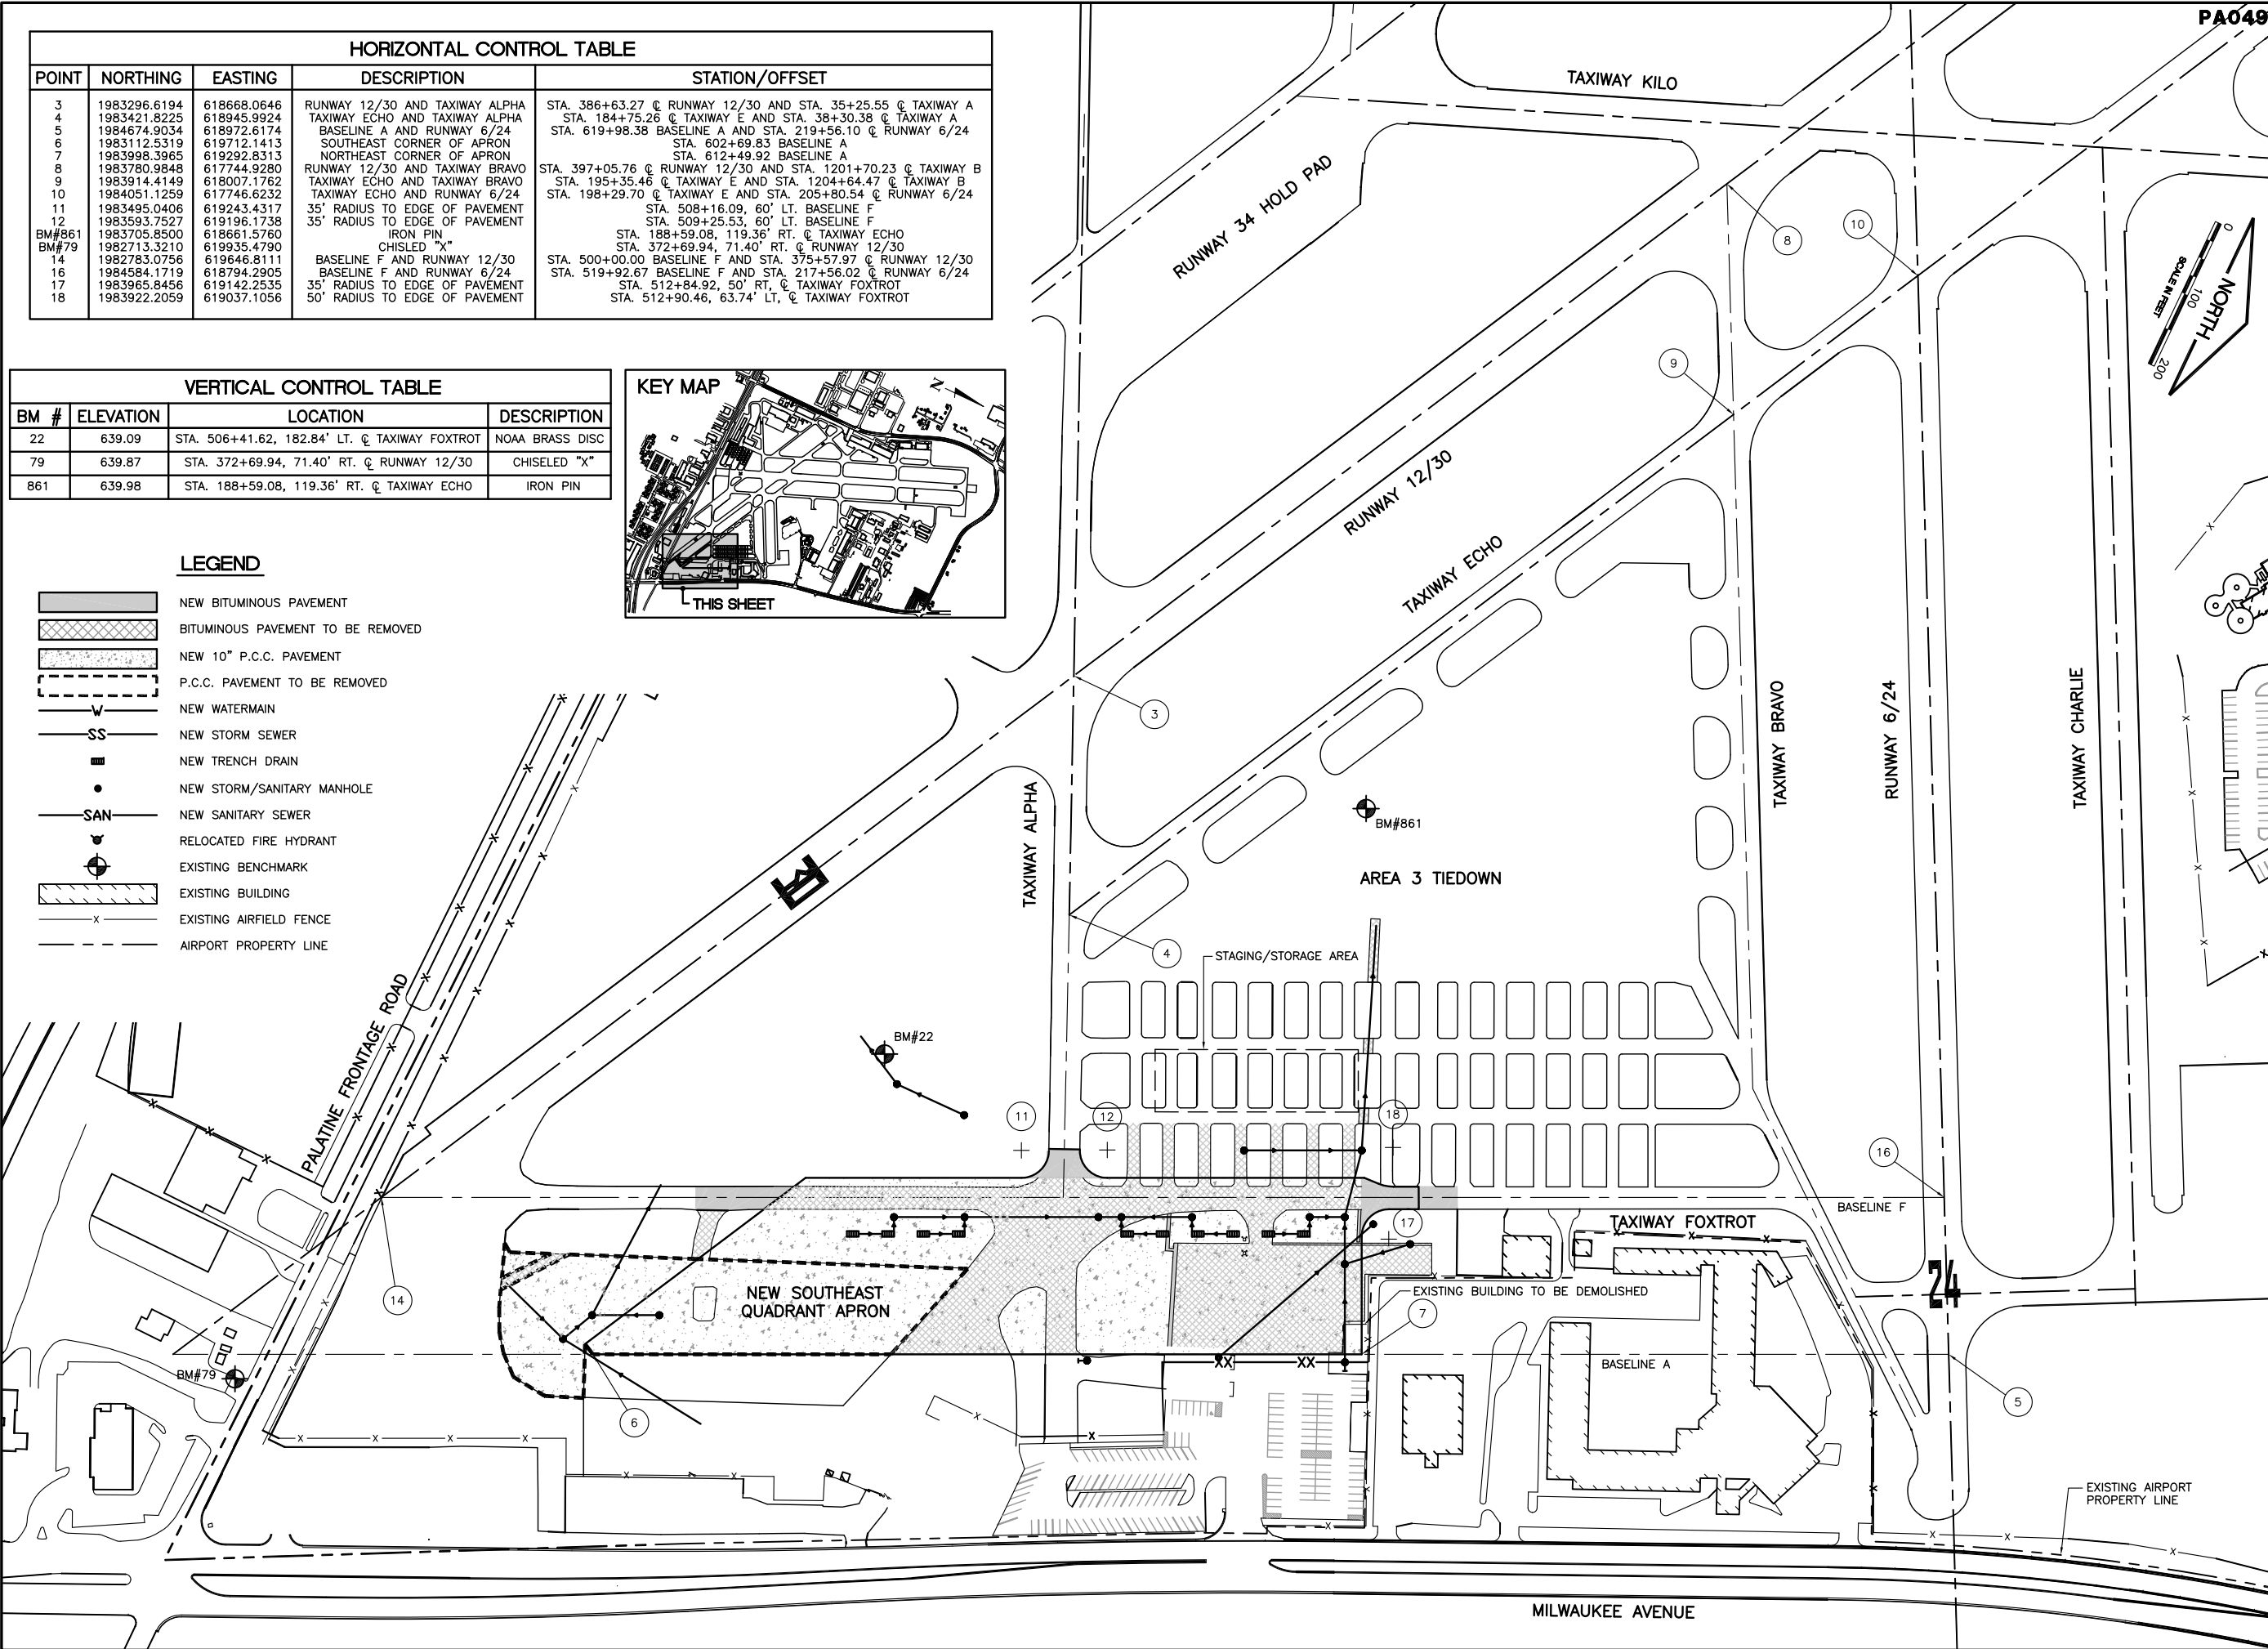 PA049
HORIZONTAL CONTROL TABLE
POINT NORTHING EASTING DESCRIPTION STATION/OFFSET
3 1983296.6194 618668.0646 RUNWAY 12/30 AND TAXIWAY ALPHA STA. 386+63.27 ℄ RUNWAY 12/30 AND STA. 35+25.55 ℄ TAXIWAY A
4 1983421.8225 618945.9924 TAXIWAY ECHO AND TAXIWAY ALPHA STA. 184+75.26 ℄ TAXIWAY E AND STA. 38+30.38 ℄ TAXIWAY A
5 1984674.9034 618972.6174 BASELINE A AND RUNWAY 6/24 STA. 619+98.38 BASELINE A AND STA. 219+56.10 ℄ RUNWAY 6/24
6 1983112.5319 619712.1413 SOUTHEAST CORNER OF APRON STA. 602+69.83 BASELINE A
7 1983998.3965 619292.8313 NORTHEAST CORNER OF APRON STA. 612+49.92 BASELINE A
8 1983780.9848 617744.9280 RUNWAY 12/30 AND TAXIWAY BRAVO STA. 397+05.76 ℄ RUNWAY 12/30 AND STA. 1201+70.23 ℄ TAXIWAY B
9 1983914.4149 618007.1762 TAXIWAY ECHO AND TAXIWAY BRAVO STA. 195+35.46 ℄ TAXIWAY E AND STA. 1204+64.47 ℄ TAXIWAY B
10 1984051.1259 617746.6232 TAXIWAY ECHO AND RUNWAY 6/24 STA. 198+29.70 ℄ TAXIWAY E AND STA. 205+80.54 ℄ RUNWAY 6/24
11 1983495.0406 619243.4317 35' RADIUS TO EDGE OF PAVEMENT STA. 508+16.09, 60' LT. BASELINE F
12 1983593.7527 619196.1738 35' RADIUS TO EDGE OF PAVEMENT STA. 509+25.53, 60' LT. BASELINE F
BM#861 1983705.8500 618661.5760 IRON PIN STA. 188+59.08, 119.36' RT. ℄ TAXIWAY ECHO
BM#79 1982713.3210 619935.4790 CHISLED "X" STA. 372+69.94, 71.40' RT. ℄ RUNWAY 12/30
14 1982783.0756 619646.8111 BASELINE F AND RUNWAY 12/30 STA. 500+00.00 BASELINE F AND STA. 375+57.97 ℄ RUNWAY 12/30
16 1984584.1719 618794.2905 BASELINE F AND RUNWAY 6/24 STA. 519+92.67 BASELINE F AND STA. 217+56.02 ℄ RUNWAY 6/24
17 1983965.8456 619142.2535 35' RADIUS TO EDGE OF PAVEMENT STA. 512+84.92, 50' RT, ℄ TAXIWAY FOXTROT
18 1983922.2059 619037.1056 50' RADIUS TO EDGE OF PAVEMENT STA. 512+90.46, 63.74' LT, ℄ TAXIWAY FOXTROT
VERTICAL CONTROL TABLE
BM # ELEVATION LOCATION DESCRIPTION
22 639.09 STA. 506+41.62, 182.84' LT. ℄ TAXIWAY FOXTROT NOAA BRASS DISC
79 639.87 STA. 372+69.94, 71.40' RT. ℄ RUNWAY 12/30 CHISELED "X"
861 639.98 STA. 188+59.08, 119.36' RT. ℄ TAXIWAY ECHO IRON PIN
KEY MAP
N
THIS SHEET
LEGEND
NEW BITUMINOUS PAVEMENT
BITUMINOUS PAVEMENT TO BE REMOVED
NEW 10" P.C.C. PAVEMENT
P.C.C. PAVEMENT TO BE REMOVED
W NEW WATERMAIN
SS NEW STORM SEWER
NEW TRENCH DRAIN
NEW STORM/SANITARY MANHOLE
SAN NEW SANITARY SEWER
RELOCATED FIRE HYDRANT
EXISTING BENCHMARK
EXISTING BUILDING
X EXISTING AIRFIELD FENCE
AIRPORT PROPERTY LINE
TAXIWAY KILO
RUNWAY 34 HOLD PAD
8
10
0
100
200
SCALE IN FEET
NORTH
9
RUNWAY 12/30
TAXIWAY ECHO
3
TAXIWAY BRAVO
RUNWAY 6/24
TAXIWAY CHARLIE
TAXIWAY ALPHA
BM#861
AREA 3 TIEDOWN
4
STAGING/STORAGE AREA
PALATINE FRONTAGE ROAD
BM#22
11
12
18
16
BASELINE F
TAXIWAY FOXTROT
17
24
14
NEW SOUTHEAST
QUADRANT APRON
EXISTING BUILDING TO BE DEMOLISHED
7
BASELINE A
BM#79
6
5
EXISTING AIRPORT
PROPERTY LINE
MILWAUKEE AVENUE